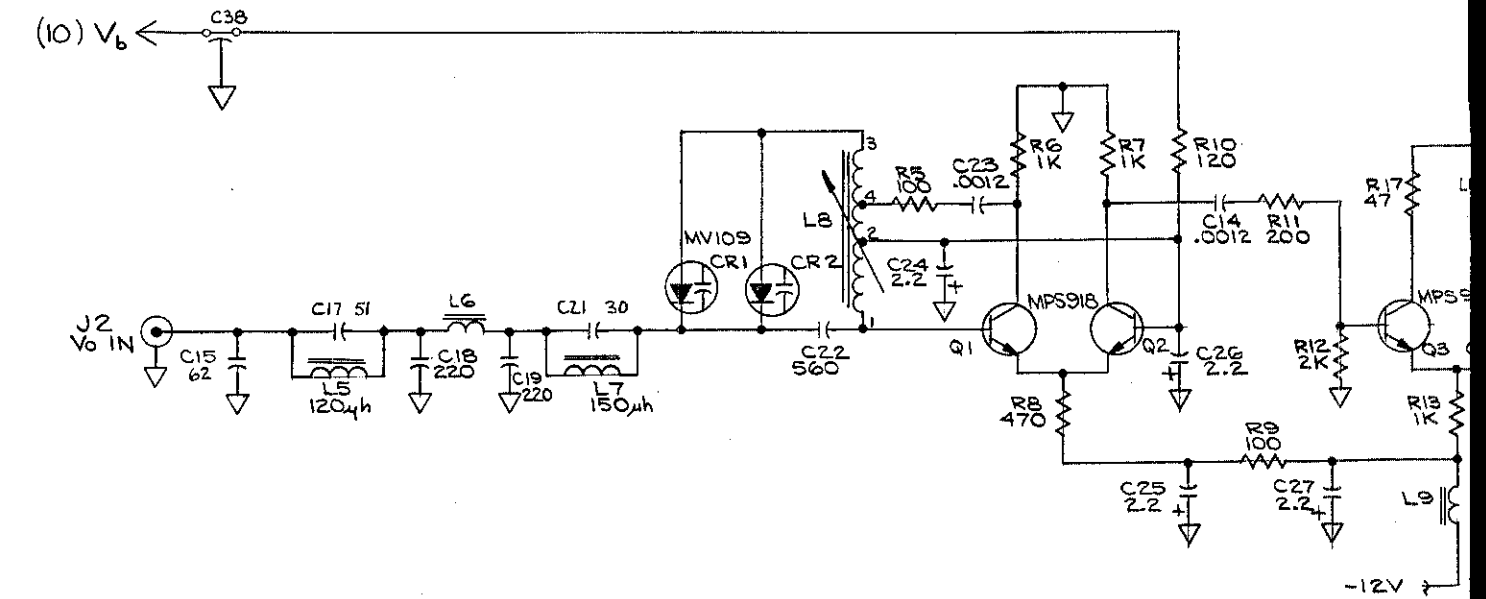 (10) Vb
C38
J2
Vo IN
C15
62
C17 51
L5
120µh
C18
220
L6
C19
220
C21 30
L7
150µh
MV109
CR1
CR2
C22
560
L8
3
4
2
1
R5
100
C23
.0012
C24
2.2
+
R6
1K
R7
1K
R10
120
C14
.0012
R11
200
MPS918
Q1
Q2
C26
2.2
+
R8
470
R9
100
C25
2.2
+
C27
2.2
+
R12
2K
R17
47
Q3
R13
1K
L9
-12V